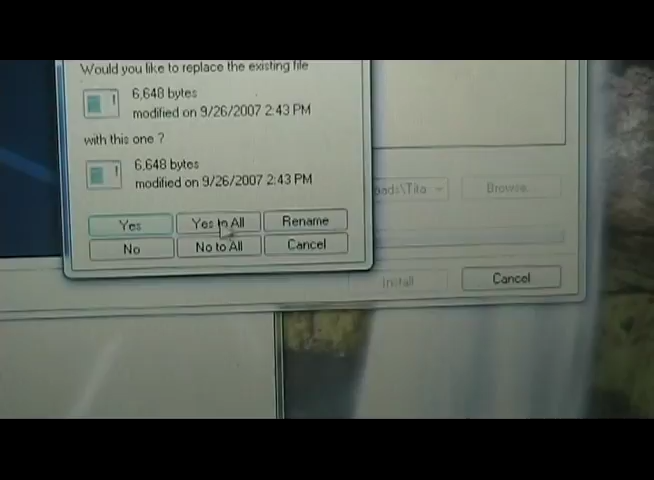 Would you like to replace the existing file
6,648 bytes
modified on 9/26/2007 2:43 PM
with this one ?
6,648 bytes
modified on 9/26/2007 2:43 PM
oads\Tita
Browse..
Yes
Yes to All
Rename
No
No to All
Cancel
Install
Cancel